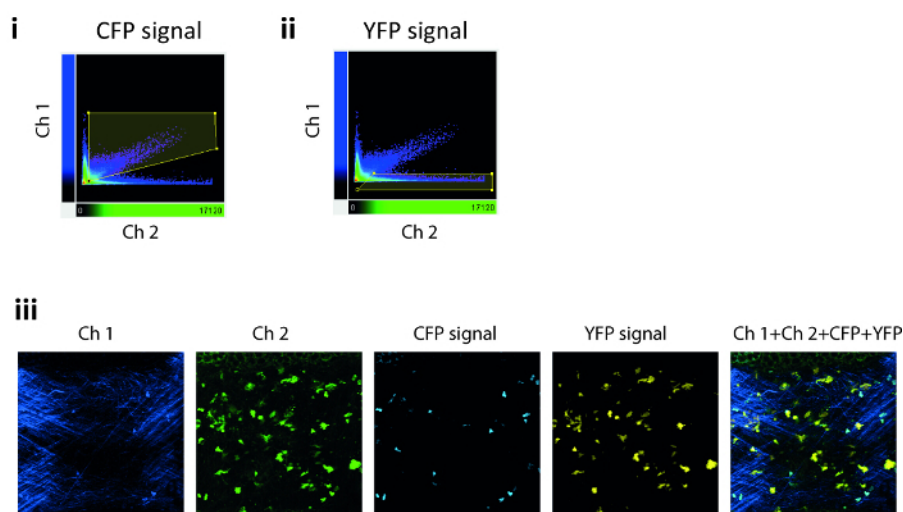 i CFP signal
ii YFP signal
Ch 1
0 17120
Ch 2
Ch 1
0 17120
Ch 2
iii
Ch 1 Ch 2 CFP signal YFP signal Ch 1+Ch 2+CFP+YFP